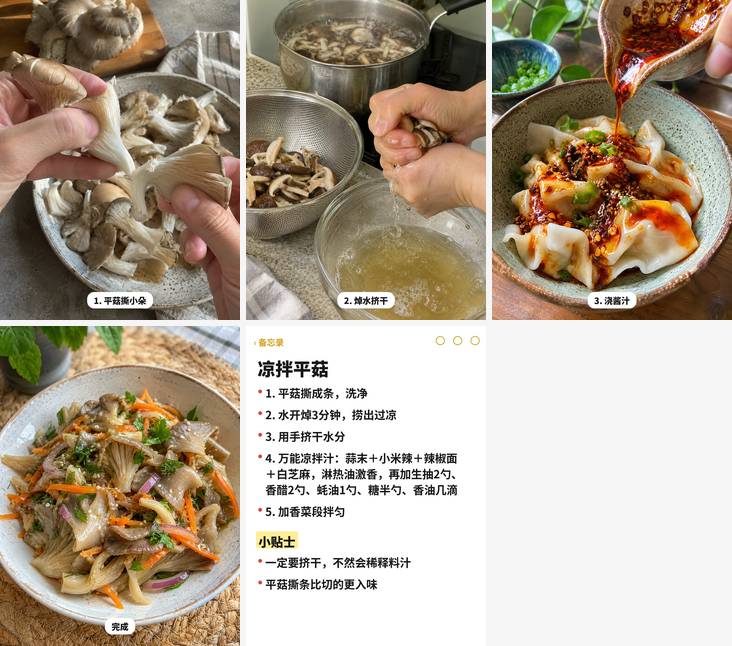 1. 平菇撕小朵
2. 焯水挤干
3. 浇酱汁
完成
‹ 备忘录
凉拌平菇
1. 平菇撕成条，洗净
2. 水开焯3分钟，捞出过凉
3. 用手挤干水分
4. 万能凉拌汁：蒜末＋小米辣＋辣椒面
＋白芝麻，淋热油激香，再加生抽2勺、
香醋2勺、蚝油1勺、糖半勺、香油几滴
5. 加香菜段拌匀
小贴士
一定要挤干，不然会稀释料汁
平菇撕条比切的更入味